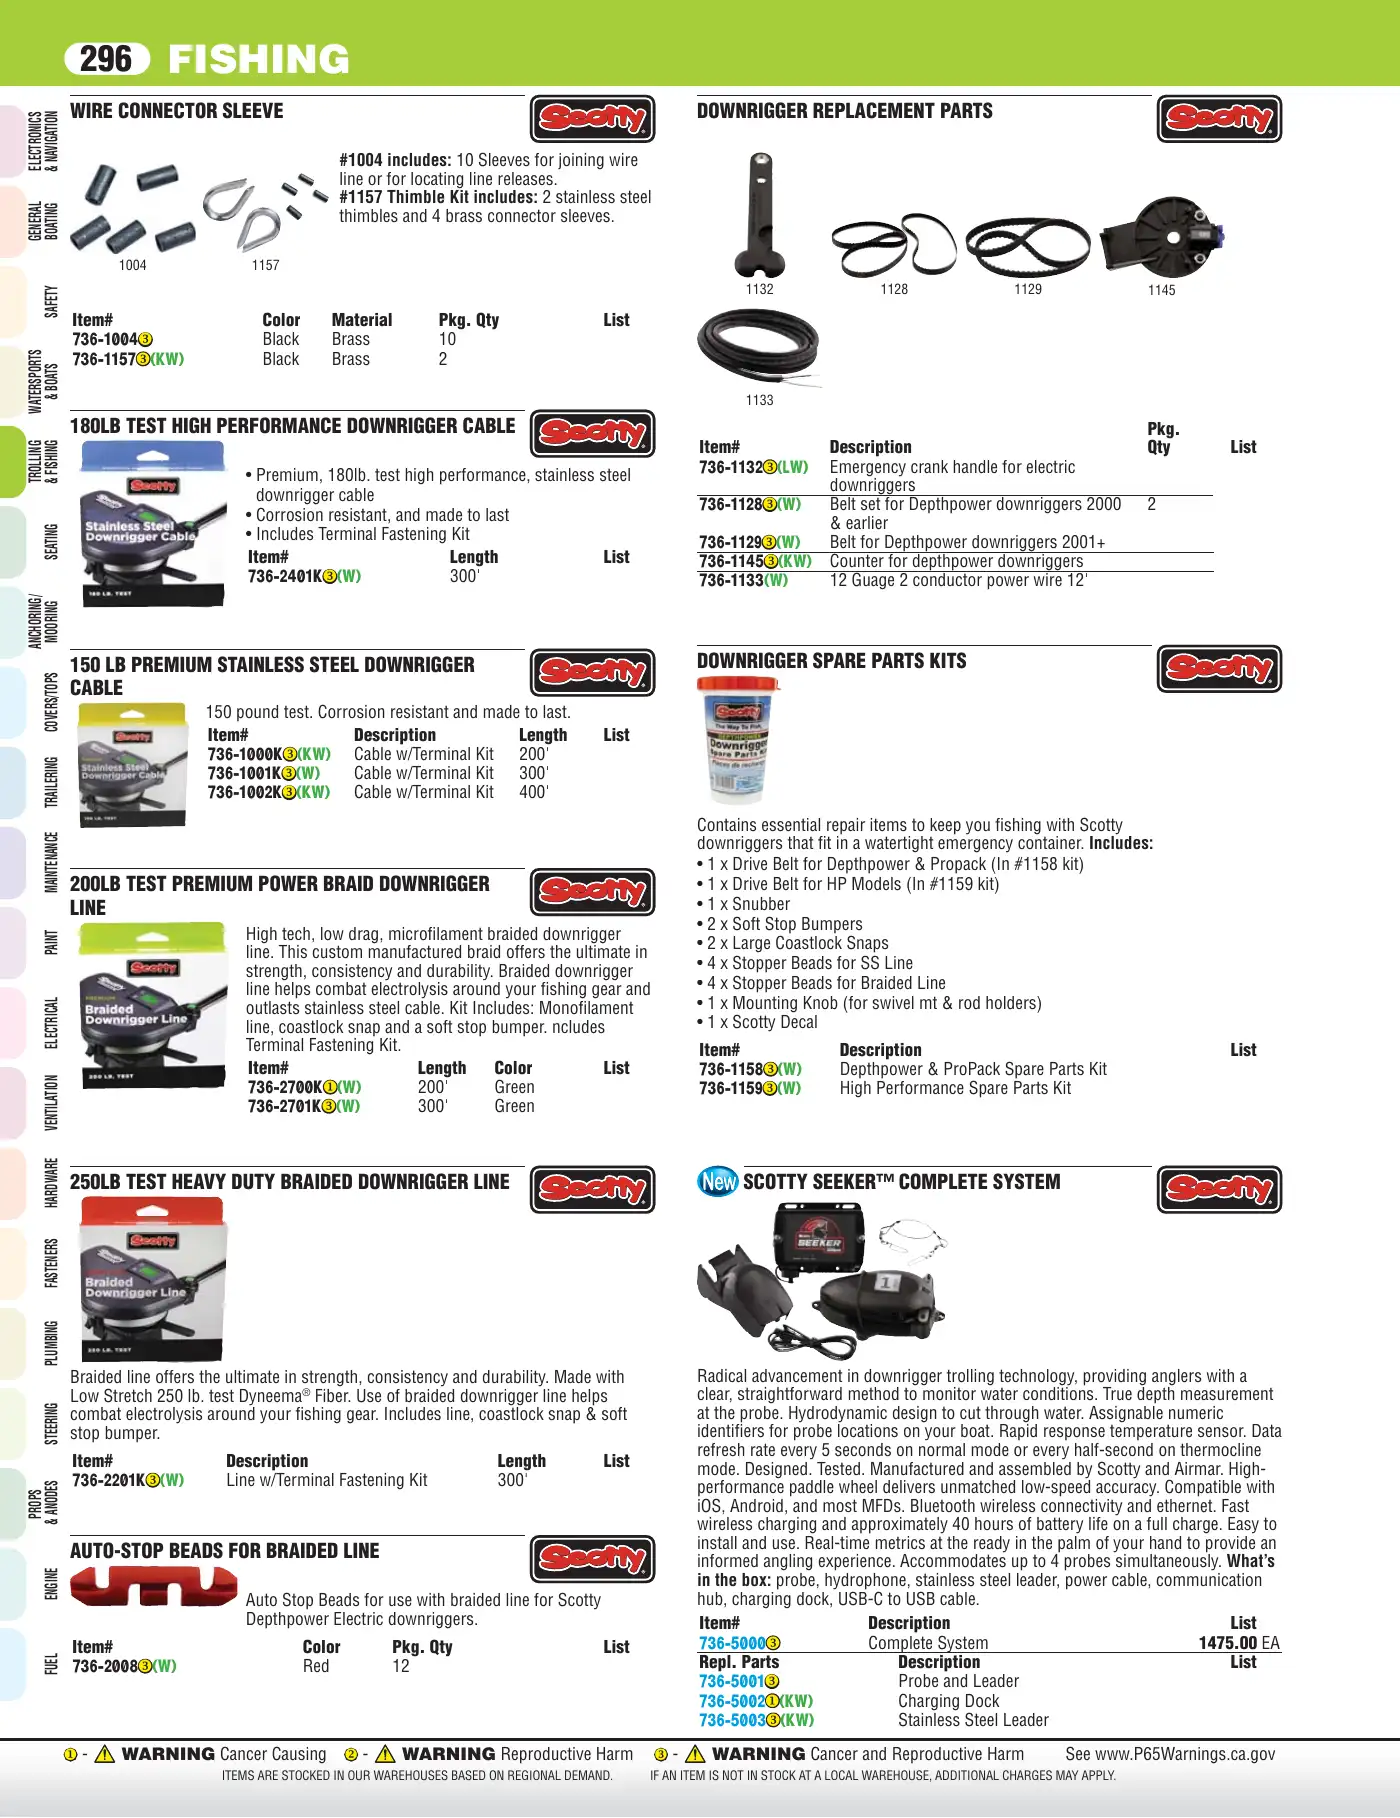 296 FISHING
ELECTRONICS
& NAVIGATION
GENERAL
BOATING
SAFETY
WATERSPORTS
& BOATS
TROLLING
& FISHING
SEATING
ANCHORING/
MOORING
COVERS/TOPS
TRAILERING
MAINTENANCE
PAINT
ELECTRICAL
VENTILATION
HARDWARE
FASTENERS
PLUMBING
STEERING
PROPS
& ANODES
ENGINE
FUEL
WIRE CONNECTOR SLEEVE
Scotty
#1004 includes: 10 Sleeves for joining wire
line or for locating line releases.
#1157 Thimble Kit includes: 2 stainless steel
thimbles and 4 brass connector sleeves.
1004 1157
Item# Color Material Pkg. Qty List
736-1004③ Black Brass 10
736-1157③(KW) Black Brass 2
180LB TEST HIGH PERFORMANCE DOWNRIGGER CABLE
Scotty
Scotty
Stainless Steel
Downrigger Cable
180 LB. TEST
• Premium, 180lb. test high performance, stainless steel
downrigger cable
• Corrosion resistant, and made to last
• Includes Terminal Fastening Kit
Item# Length List
736-2401K③(W) 300'
150 LB PREMIUM STAINLESS STEEL DOWNRIGGER
CABLE
Scotty
Scotty
Stainless Steel
Downrigger Cable
150 LB. TEST
150 pound test. Corrosion resistant and made to last.
Item# Description Length List
736-1000K③(KW) Cable w/Terminal Kit 200'
736-1001K③(W) Cable w/Terminal Kit 300'
736-1002K③(KW) Cable w/Terminal Kit 400'
200LB TEST PREMIUM POWER BRAID DOWNRIGGER
LINE
Scotty
Scotty
PREMIUM
Braided
Downrigger Line
High tech, low drag, microfilament braided downrigger
line. This custom manufactured braid offers the ultimate in
strength, consistency and durability. Braided downrigger
line helps combat electrolysis around your fishing gear and
outlasts stainless steel cable. Kit Includes: Monofilament
line, coastlock snap and a soft stop bumper. ncludes
Terminal Fastening Kit.
Item# Length Color List
736-2700K①(W) 200' Green
736-2701K③(W) 300' Green
250LB TEST HEAVY DUTY BRAIDED DOWNRIGGER LINE
Scotty
Scotty
Braided
Downrigger Line
Braided line offers the ultimate in strength, consistency and durability. Made with
Low Stretch 250 lb. test Dyneema® Fiber. Use of braided downrigger line helps
combat electrolysis around your fishing gear. Includes line, coastlock snap & soft
stop bumper.
Item# Description Length List
736-2201K③(W) Line w/Terminal Fastening Kit 300'
AUTO-STOP BEADS FOR BRAIDED LINE
Scotty
Auto Stop Beads for use with braided line for Scotty
Depthpower Electric downriggers.
Item# Color Pkg. Qty List
736-2008③(W) Red 12
DOWNRIGGER REPLACEMENT PARTS
Scotty
1132 1128 1129 1145
1133
Pkg.
Item# Description Qty List
736-1132③(LW) Emergency crank handle for electric
downriggers
736-1128③(W) Belt set for Depthpower downriggers 2000 2
& earlier
736-1129③(W) Belt for Depthpower downriggers 2001+
736-1145③(KW) Counter for depthpower downriggers
736-1133(W) 12 Guage 2 conductor power wire 12'
DOWNRIGGER SPARE PARTS KITS
Scotty
Scotty
The Way To Fish.
DEPTHPOWER
Downrigger
Spare Parts Kit
Contains essential repair items to keep you fishing with Scotty
downriggers that fit in a watertight emergency container. Includes:
• 1 x Drive Belt for Depthpower & Propack (In #1158 kit)
• 1 x Drive Belt for HP Models (In #1159 kit)
• 1 x Snubber
• 2 x Soft Stop Bumpers
• 2 x Large Coastlock Snaps
• 4 x Stopper Beads for SS Line
• 4 x Stopper Beads for Braided Line
• 1 x Mounting Knob (for swivel mt & rod holders)
• 1 x Scotty Decal
Item# Description List
736-1158③(W) Depthpower & ProPack Spare Parts Kit
736-1159③(W) High Performance Spare Parts Kit
New SCOTTY SEEKER™ COMPLETE SYSTEM
Scotty
SEEKER
1
Radical advancement in downrigger trolling technology, providing anglers with a
clear, straightforward method to monitor water conditions. True depth measurement
at the probe. Hydrodynamic design to cut through water. Assignable numeric
identifiers for probe locations on your boat. Rapid response temperature sensor. Data
refresh rate every 5 seconds on normal mode or every half-second on thermocline
mode. Designed. Tested. Manufactured and assembled by Scotty and Airmar. High-
performance paddle wheel delivers unmatched low-speed accuracy. Compatible with
iOS, Android, and most MFDs. Bluetooth wireless connectivity and ethernet. Fast
wireless charging and approximately 40 hours of battery life on a full charge. Easy to
install and use. Real-time metrics at the ready in the palm of your hand to provide an
informed angling experience. Accommodates up to 4 probes simultaneously. What's
in the box: probe, hydrophone, stainless steel leader, power cable, communication
hub, charging dock, USB-C to USB cable.
Item# Description List
736-5000③ Complete System 1475.00 EA
Repl. Parts Description List
736-5001③ Probe and Leader
736-5002①(KW) Charging Dock
736-5003③(KW) Stainless Steel Leader
① - ⚠ WARNING Cancer Causing ② - ⚠ WARNING Reproductive Harm ③ - ⚠ WARNING Cancer and Reproductive Harm See www.P65Warnings.ca.gov
ITEMS ARE STOCKED IN OUR WAREHOUSES BASED ON REGIONAL DEMAND. IF AN ITEM IS NOT IN STOCK AT A LOCAL WAREHOUSE, ADDITIONAL CHARGES MAY APPLY.